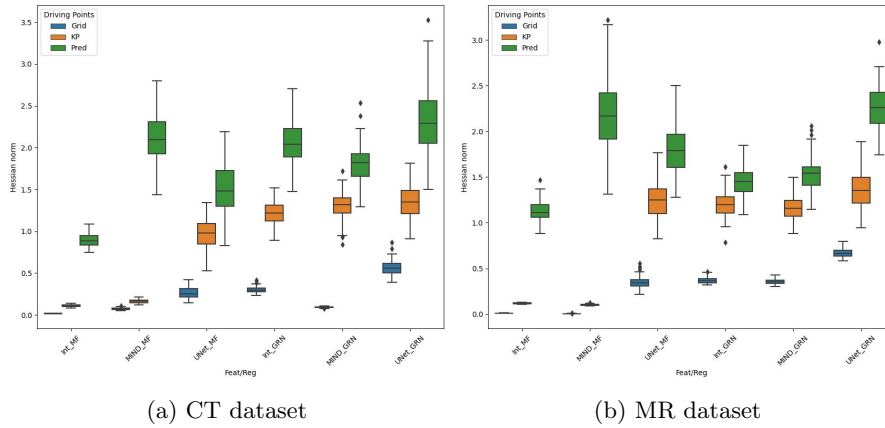 Driving Points
Grid
KP
Pred
Hessian norm
3.5
3.0
2.5
2.0
1.5
1.0
0.5
0.0
Int_MF
MIND_MF
UNet_MF
Int_GRN
MIND_GRN
UNet_GRN
Feat/Reg
(a) CT dataset
Driving Points
Grid
KP
Pred
Hessian norm
3.0
2.5
2.0
1.5
1.0
0.5
0.0
Int_MF
MIND_MF
UNet_MF
Int_GRN
MIND_GRN
UNet_GRN
Feat/Reg
(b) MR dataset